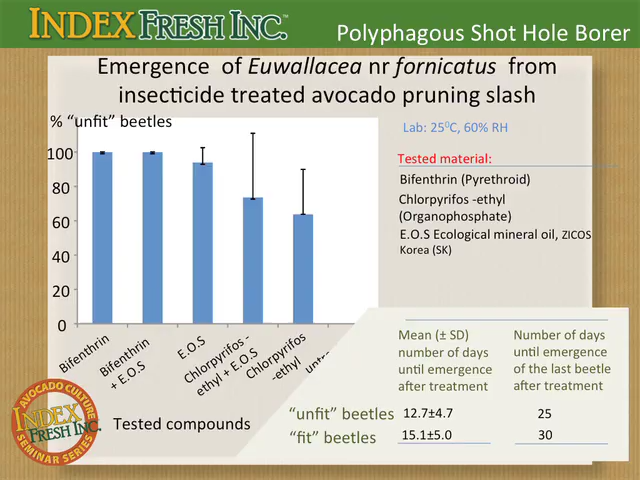 INDEX FRESH INC.™
Polyphagous Shot Hole Borer
Emergence of Euwallacea nr fornicatus from
insecticide treated avocado pruning slash
% “unfit” beetles
100
80
60
40
20
0
Bifenthrin
Bifenthrin
+ E.O.S
E.O.S
Chlorpyrifos -
ethyl + E.O.S
Chlorpyrifos
-ethyl
Tested compounds
Lab: 25⁰C, 60% RH
Tested material:
Bifenthrin (Pyrethroid)
Chlorpyrifos -ethyl
(Organophosphate)
E.O.S Ecological mineral oil, ZICOS
Korea (SK)
Mean (± SD)
number of days
until emergence
after treatment
Number of days
until emergence
of the last beetle
after treatment
“unfit” beetles 12.7±4.7 25
“fit” beetles 15.1±5.0 30
AVOCADO CULTURE
INDEX
FRESH INC.
SEMINAR SERIES